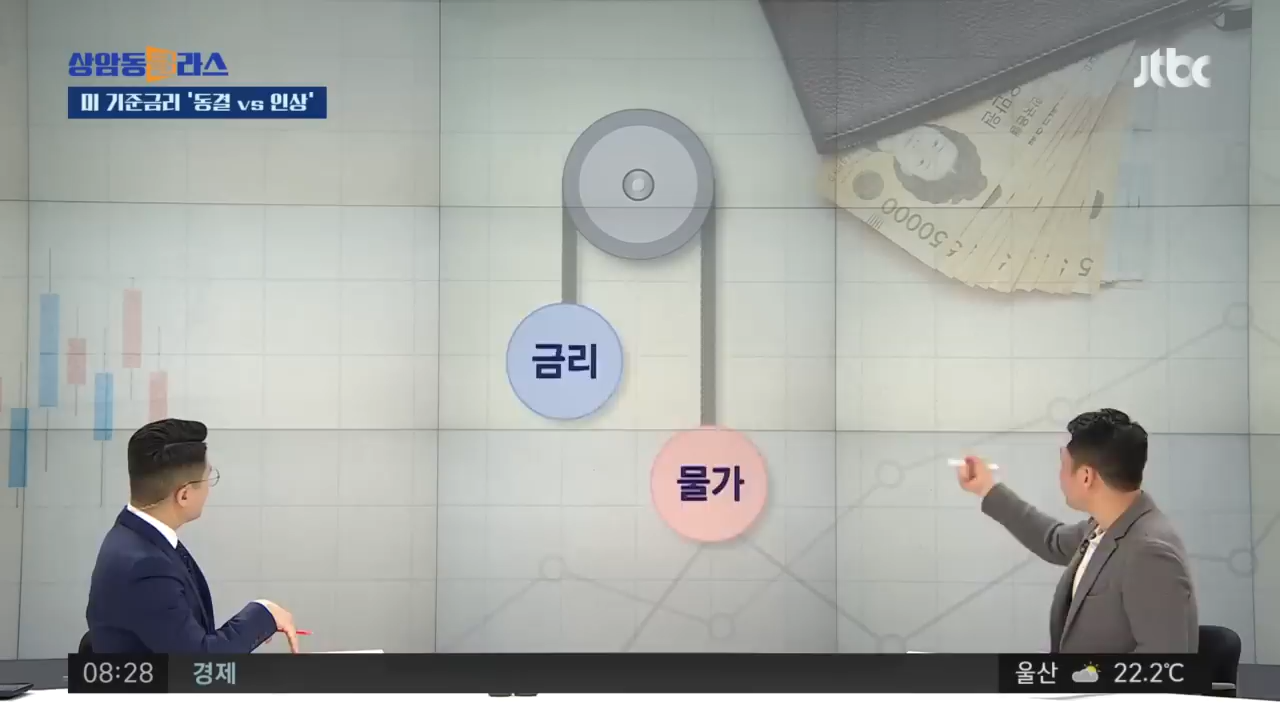 상암동클라스
jtbc
미 기준금리 '동결 vs 인상'
50000
금리
물가
08:28 경제 울산 22.2℃